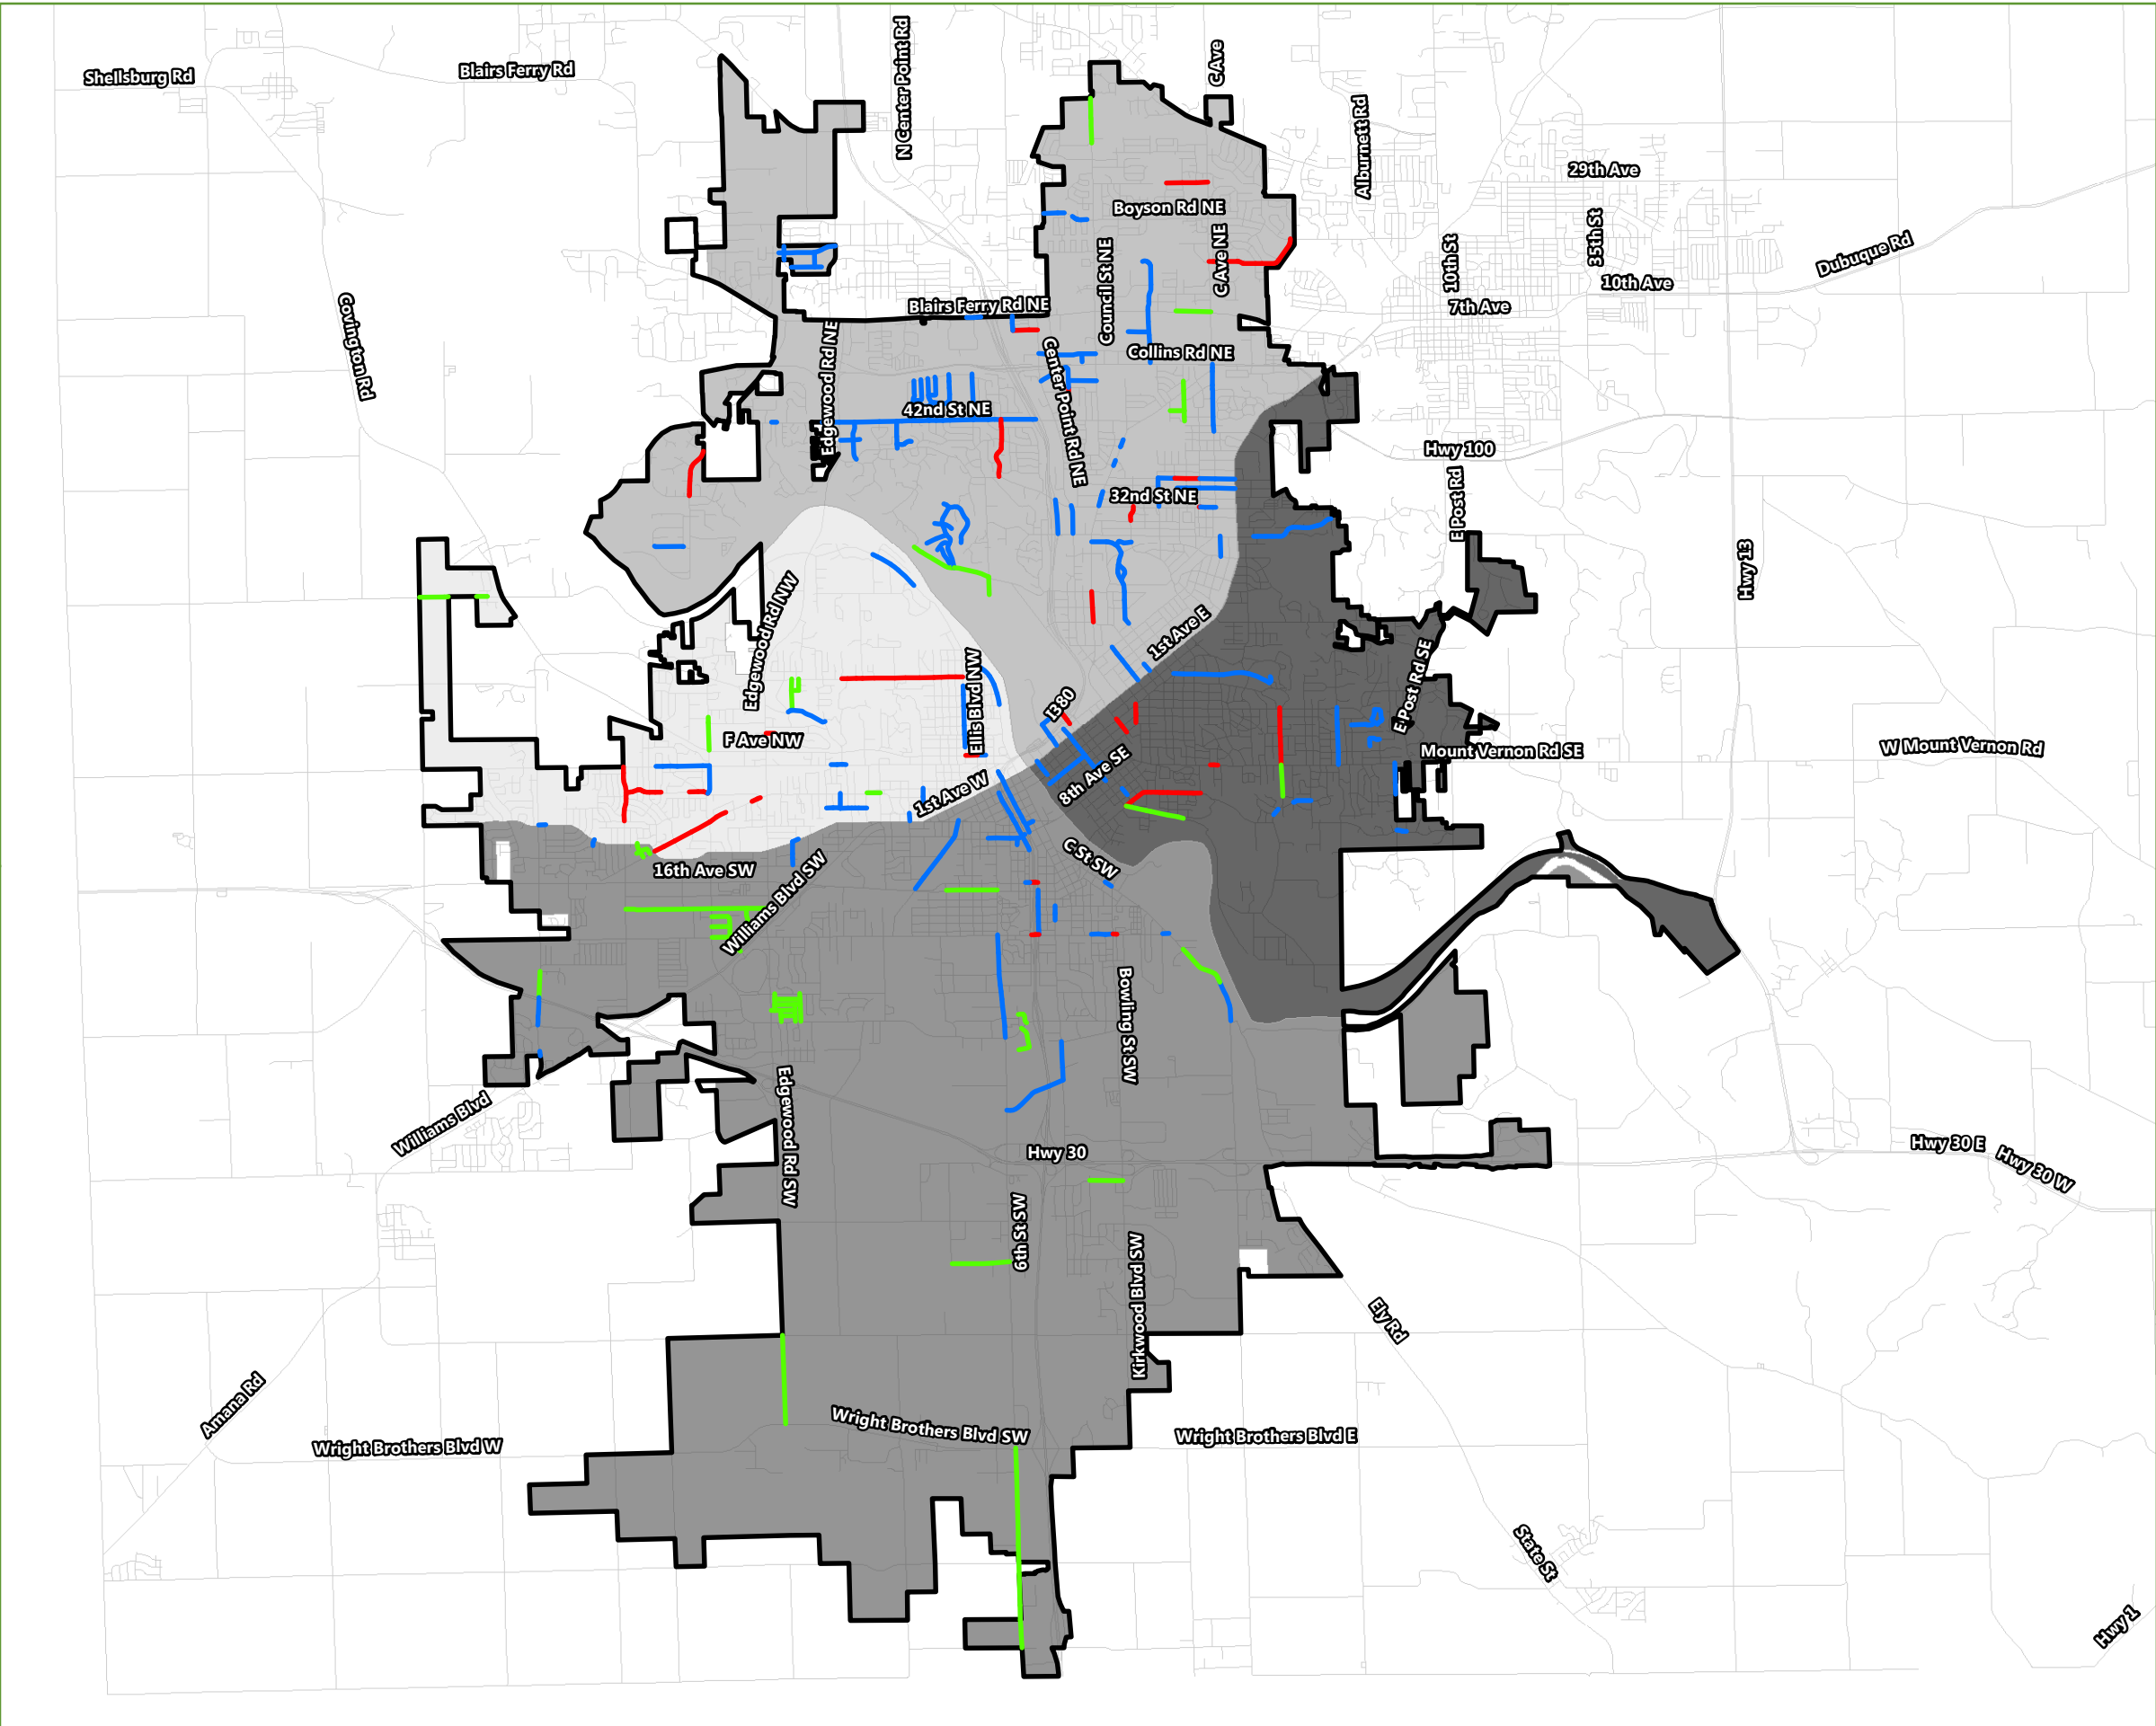 Shellsburg Rd
Blairs Ferry Rd
N Center Point Rd
C Ave
Alburnett Rd
29th Ave
Boyson Rd NE
35th St
10th St
Dubuque Rd
Council St NE
C Ave NE
10th Ave
7th Ave
Blairs Ferry Rd NE
Covington Rd
Edgewood Rd NE
Center Point Rd NE
Collins Rd NE
42nd St NE
Hwy 100
32nd St NE
E Post Rd
Hwy 13
Edgewood Rd NW
1st Ave E
Ellis Blvd NW
E Post Rd SE
I380
F Ave NW
Mount Vernon Rd SE
W Mount Vernon Rd
8th Ave SE
1st Ave W
16th Ave SW
C St SW
Williams Blvd SW
Bowling St SW
Edgewood Rd SW
Williams Blvd
Hwy 30
Hwy 30 E
Hwy 30 W
6th St SW
Kirkwood Blvd SW
Ely Rd
Amana Rd
Wright Brothers Blvd W
Wright Brothers Blvd SW
Wright Brothers Blvd E
State St
Hwy 1